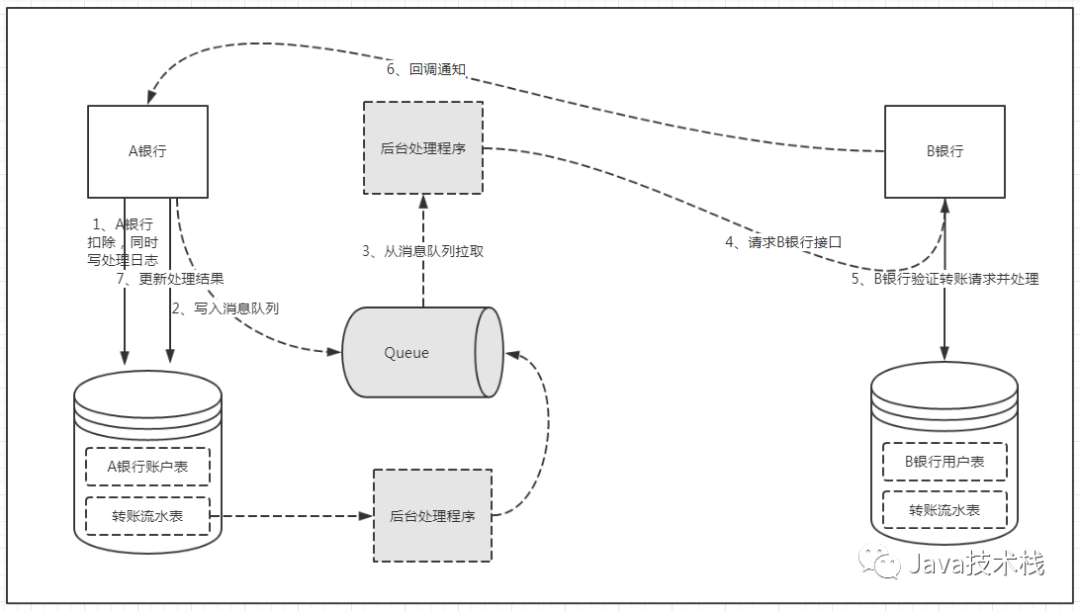 6、回调通知
A银行
后台处理程序
B银行
1、A银行
扣除，同时
写处理日志
3、从消息队列拉取
4、请求B银行接口
7、更新处理结果
5、B银行验证转账请求并处理
2、写入消息队列
Queue
A银行账户表
转账流水表
后台处理程序
B银行用户表
转账流水表
Java技术栈